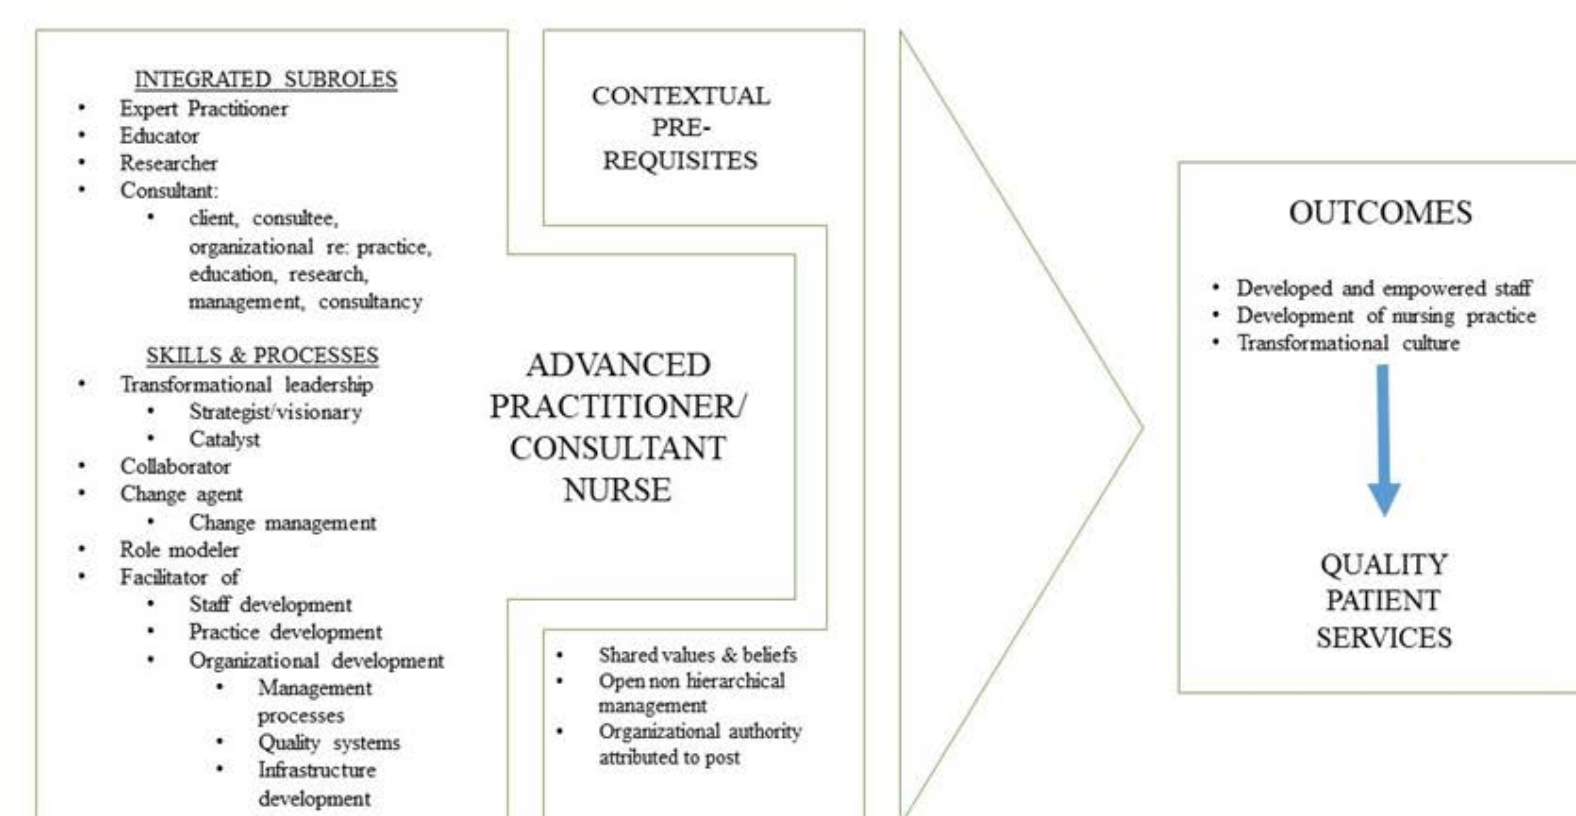 INTEGRATED SUBROLES
• Expert Practitioner
• Educator
• Researcher
• Consultant:
• client, consultee,
organizational re: practice,
education, research,
management, consultancy
SKILLS & PROCESSES
• Transformational leadership
• Strategist/visionary
• Catalyst
• Collaborator
• Change agent
• Change management
• Role modeler
• Facilitator of
• Staff development
• Practice development
• Organizational development
• Management
processes
• Quality systems
• Infrastructure
development
ADVANCED
PRACTITIONER/
CONSULTANT
NURSE
CONTEXTUAL
PRE-
REQUISITES
• Shared values & beliefs
• Open non hierarchical
management
• Organizational authority
attributed to post
OUTCOMES
• Developed and empowered staff
• Development of nursing practice
• Transformational culture
QUALITY
PATIENT
SERVICES